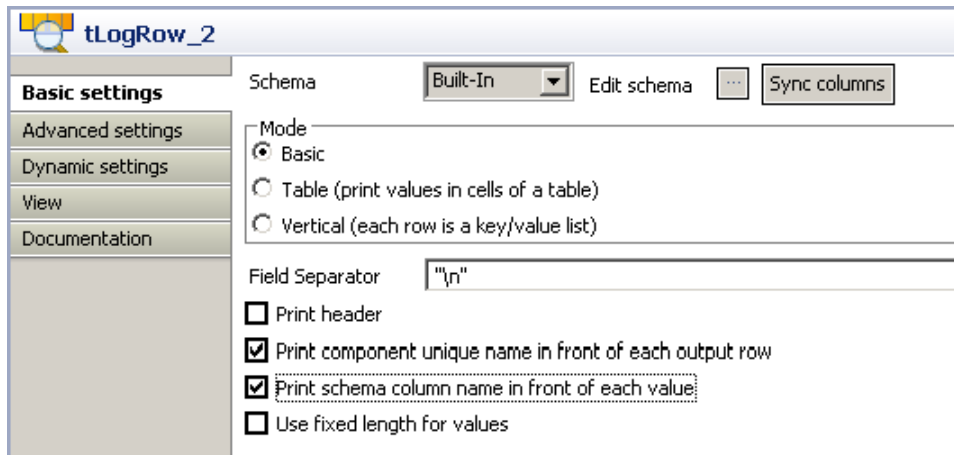 tLogRow_2
Basic settings
Advanced settings
Dynamic settings
View
Documentation
Schema Built-In Edit schema ... Sync columns
Mode
Basic
Table (print values in cells of a table)
Vertical (each row is a key/value list)
Field Separator "\n"
Print header
Print component unique name in front of each output row
Print schema column name in front of each value
Use fixed length for values